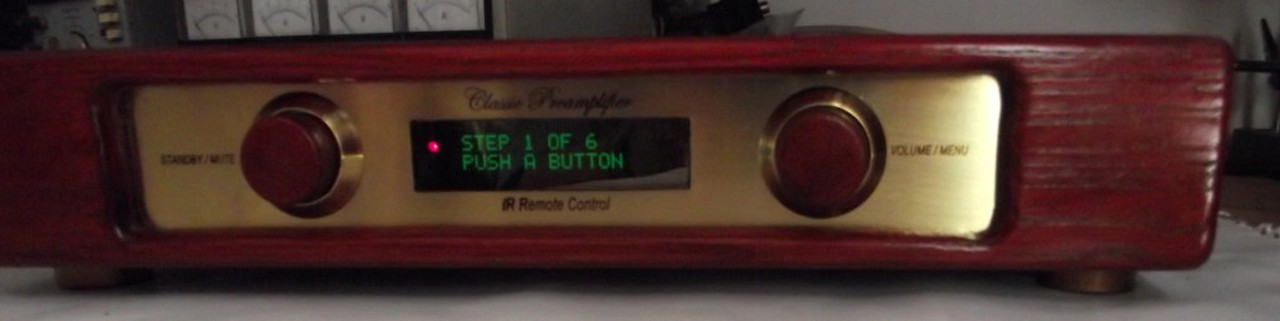 Classic Preamplifier
STANDBY / MUTE
STEP 1 OF 6
PUSH A BUTTON
VOLUME / MENU
IR Remote Control